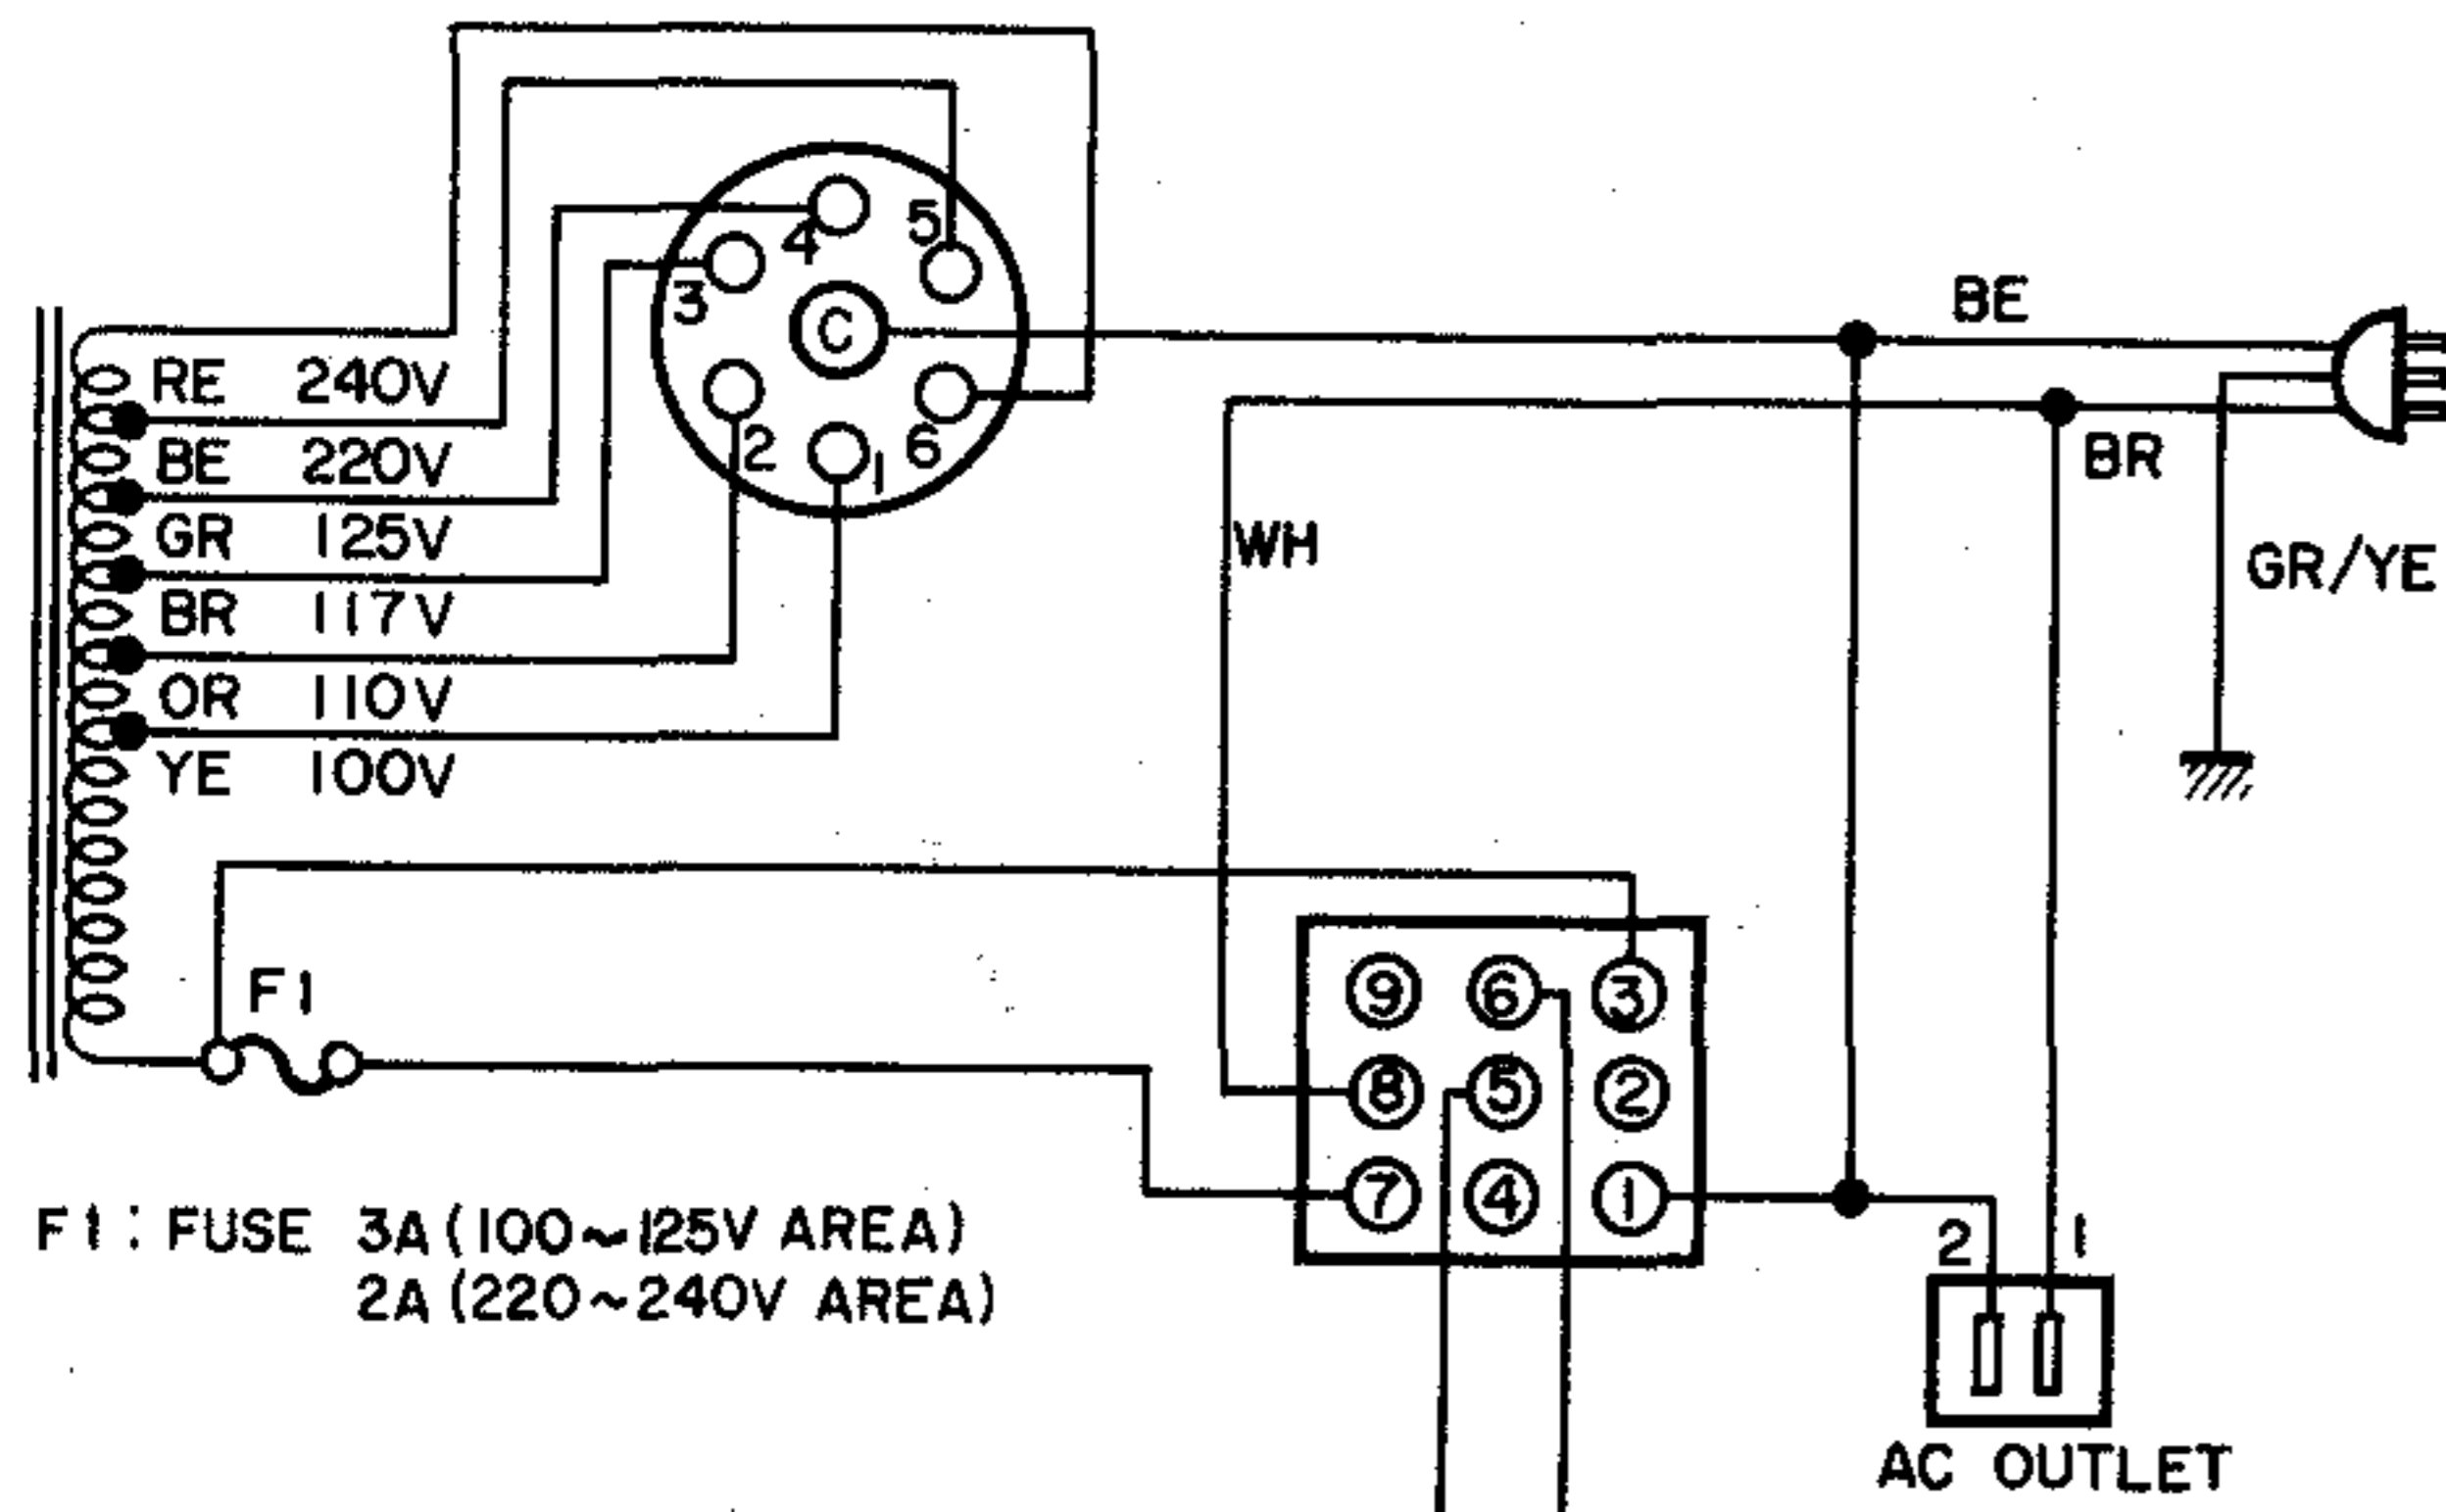 4
5
3
C
2
1
6
BE
BR
RE 240V
BE 220V
GR 125V
BR 117V
OR 110V
YE 100V
WH
GR/YE
F1
9 6 3
8 5 2
7 4 1
2 1
F1: FUSE 3A (100~125V AREA)
2A (220~240V AREA)
AC OUTLET